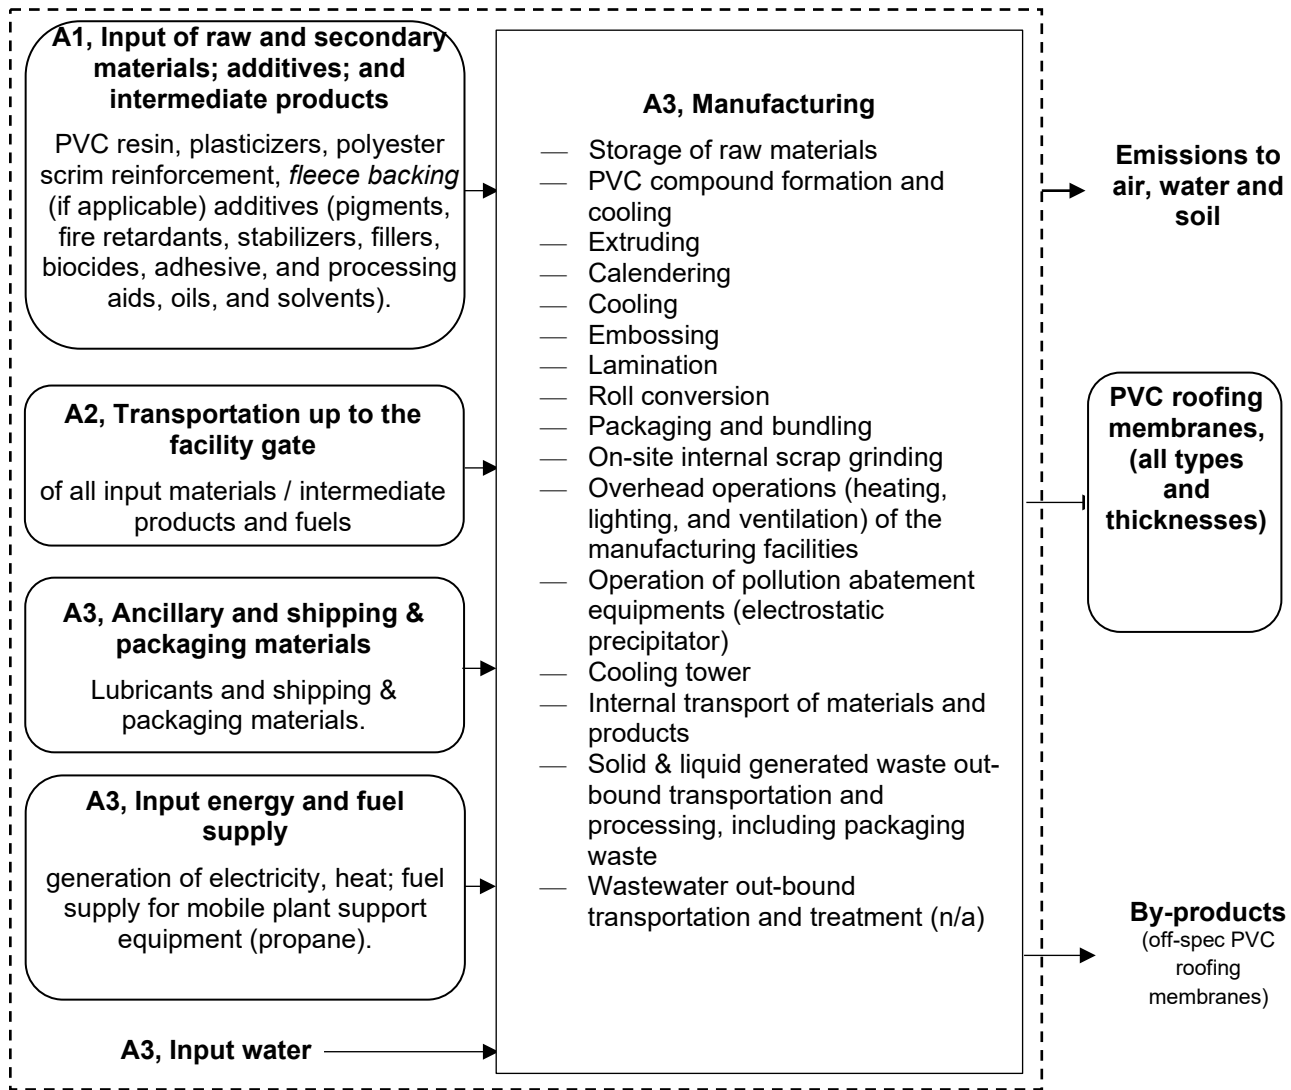 A1, Input of raw and secondary
materials; additives; and
intermediate products
PVC resin, plasticizers, polyester
scrim reinforcement, fleece backing
(if applicable) additives (pigments,
fire retardants, stabilizers, fillers,
biocides, adhesive, and processing
aids, oils, and solvents).
A2, Transportation up to the
facility gate
of all input materials / intermediate
products and fuels
A3, Ancillary and shipping &
packaging materials
Lubricants and shipping &
packaging materials.
A3, Input energy and fuel
supply
generation of electricity, heat; fuel
supply for mobile plant support
equipment (propane).
A3, Input water
A3, Manufacturing
— Storage of raw materials
— PVC compound formation and
cooling
— Extruding
— Calendering
— Cooling
— Embossing
— Lamination
— Roll conversion
— Packaging and bundling
— On-site internal scrap grinding
— Overhead operations (heating,
lighting, and ventilation) of the
manufacturing facilities
— Operation of pollution abatement
equipments (electrostatic
precipitator)
— Cooling tower
— Internal transport of materials and
products
— Solid & liquid generated waste out-
bound transportation and
processing, including packaging
waste
— Wastewater out-bound
transportation and treatment (n/a)
Emissions to
air, water and
soil
PVC roofing
membranes,
(all types
and
thicknesses)
By-products
(off-spec PVC
roofing
membranes)